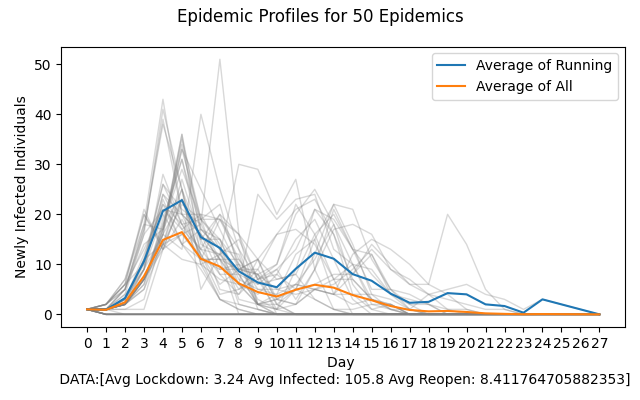 Epidemic Profiles for 50 Epidemics
Average of Running
Average of All
Newly Infected Individuals
50
40
30
20
10
0
0 1 2 3 4 5 6 7 8 9 10 11 12 13 14 15 16 17 18 19 20 21 22 23 24 25 26 27
Day
DATA:[Avg Lockdown: 3.24 Avg Infected: 105.8 Avg Reopen: 8.411764705882353]